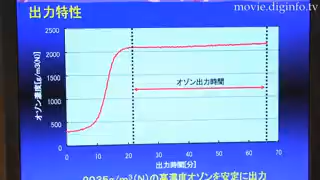 movie.diginfo.tv
出力特性
オゾン濃度[g/m3(N)]
2500
2000
1500
1000
500
0
オゾン出力時間
0 10 20 30 40 50 60 70
出力時間[分]
の高濃度オゾンを安定に出力